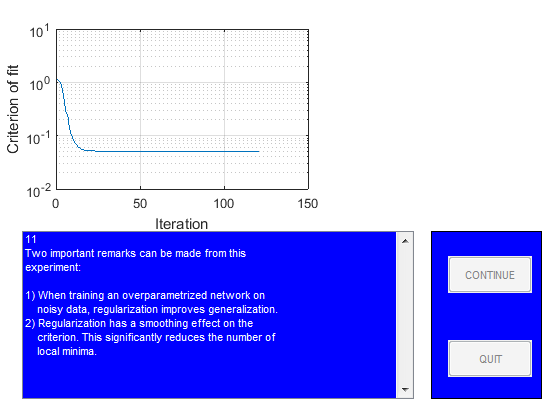 10^1
10^0
10^-1
10^-2
Criterion of fit
0 50 100 150
Iteration
11
Two important remarks can be made from this
experiment:
1) When training an overparametrized network on
noisy data, regularization improves generalization.
2) Regularization has a smoothing effect on the
criterion. This significantly reduces the number of
local minima.
CONTINUE
QUIT